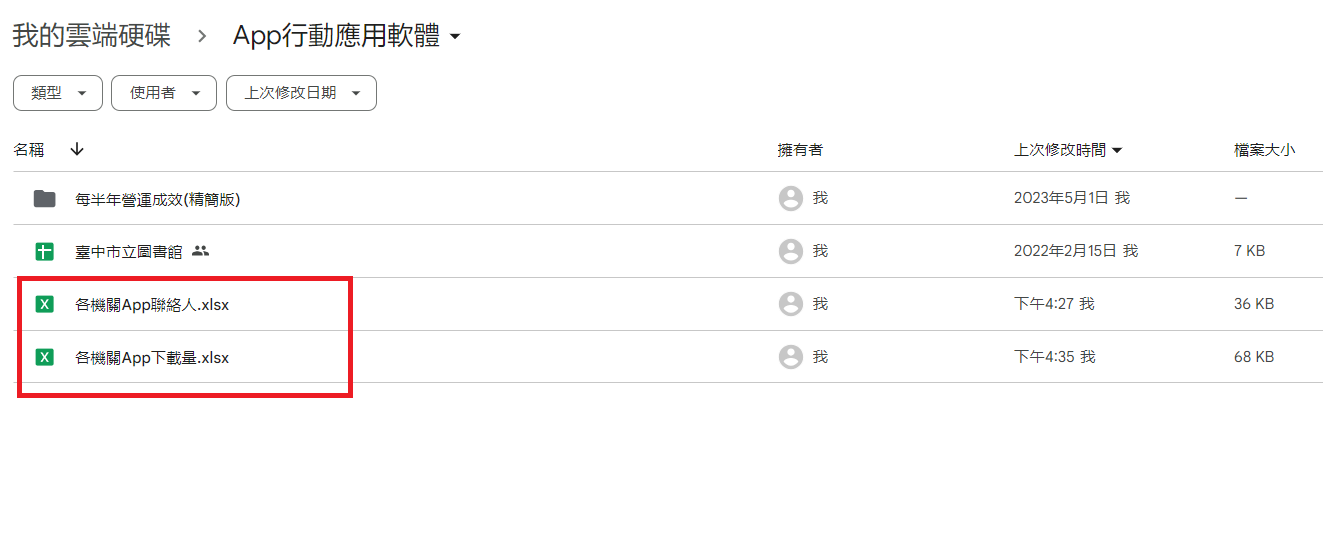 我的雲端硬碟 > App行動應用軟體
類型 使用者 上次修改日期
名稱 擁有者 上次修改時間 檔案大小
每半年營運成效(精簡版) 我 2023年5月1日 我 —
臺中市立圖書館 我 2022年2月15日 我 7 KB
各機關App聯絡人.xlsx 我 下午4:27 我 36 KB
各機關App下載量.xlsx 我 下午4:35 我 68 KB